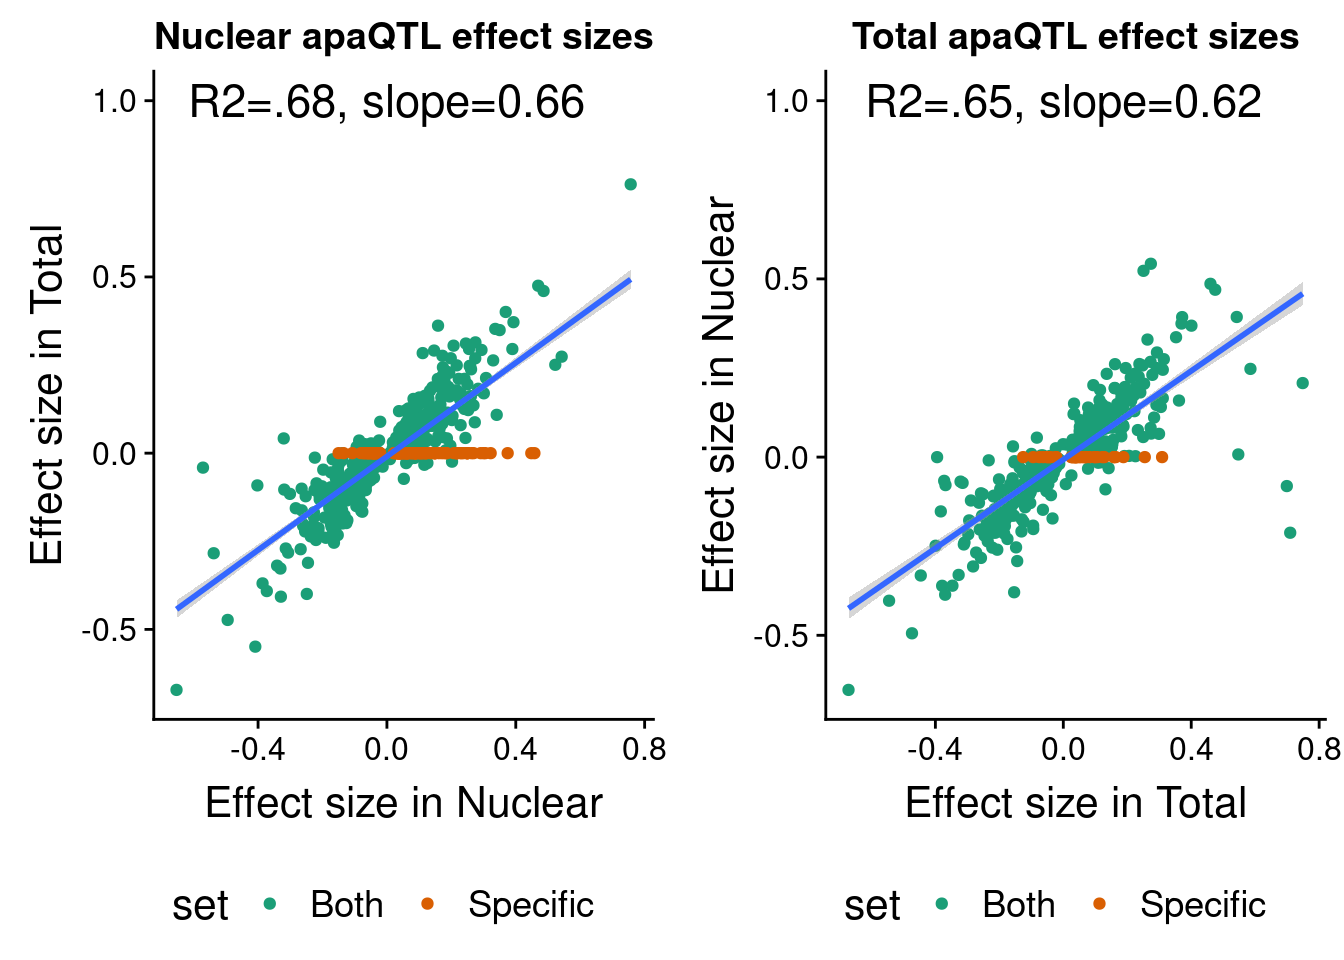 Nuclear apaQTL effect sizes
R2=.68, slope=0.66
1.0
0.5
0.0
-0.5
Effect size in Total
-0.4
0.0
0.4
0.8
Effect size in Nuclear
set
Both
Specific
Total apaQTL effect sizes
R2=.65, slope=0.62
1.0
0.5
0.0
-0.5
Effect size in Nuclear
-0.4
0.0
0.4
0.8
Effect size in Total
set
Both
Specific